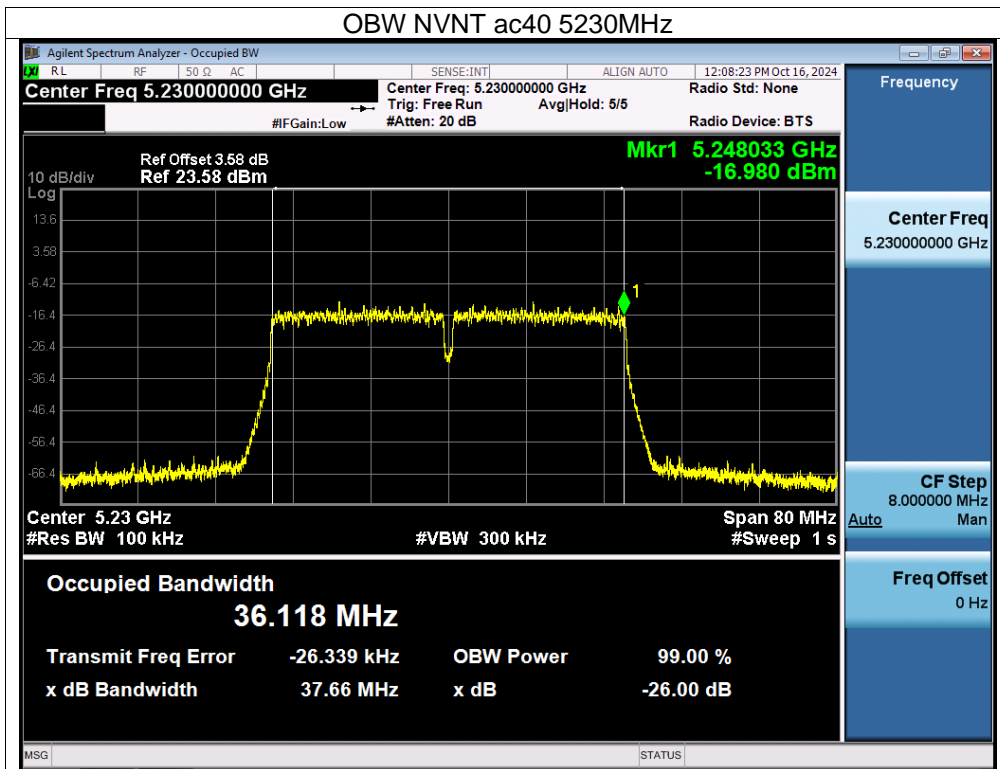 OBW NVNT ac40 5230MHz
Agilent Spectrum Analyzer - Occupied BW
LXI RL RF 50 Ω AC SENSE:INT ALIGN AUTO 12:08:23 PM Oct 16, 2024
Center Freq 5.230000000 GHz
Center Freq: 5.230000000 GHz Radio Std: None
Trig: Free Run Avg|Hold: 5/5
#IFGain:Low #Atten: 20 dB Radio Device: BTS
Mkr1 5.248033 GHz
-16.980 dBm
Ref Offset 3.58 dB
10 dB/div Ref 23.58 dBm
Log
13.6
3.58
-6.42
-16.4
-26.4
-36.4
-46.4
-56.4
-66.4
1
Center 5.23 GHz Span 80 MHz
#Res BW 100 kHz #VBW 300 kHz #Sweep 1 s
Occupied Bandwidth
36.118 MHz
Transmit Freq Error -26.339 kHz OBW Power 99.00 %
x dB Bandwidth 37.66 MHz x dB -26.00 dB
MSG STATUS
Frequency
Center Freq
5.230000000 GHz
CF Step
8.000000 MHz
Auto Man
Freq Offset
0 Hz